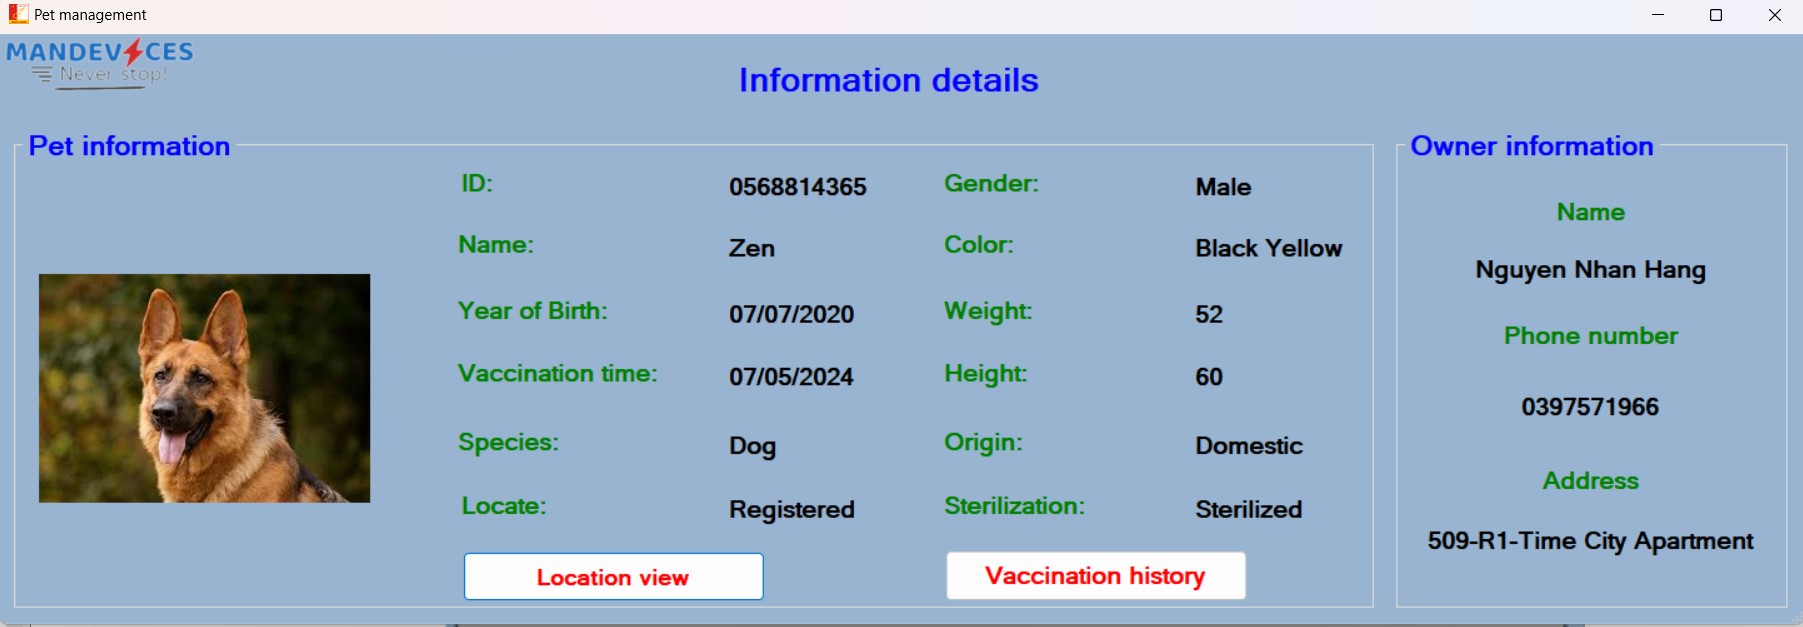 Pet management
MANDEV⚡CES
Never stop!
Information details
Pet information
ID: 0568814365 Gender: Male
Name: Zen Color: Black Yellow
Year of Birth: 07/07/2020 Weight: 52
Vaccination time: 07/05/2024 Height: 60
Species: Dog Origin: Domestic
Locate: Registered Sterilization: Sterilized
Location view Vaccination history
Owner information
Name
Nguyen Nhan Hang
Phone number
0397571966
Address
509-R1-Time City Apartment